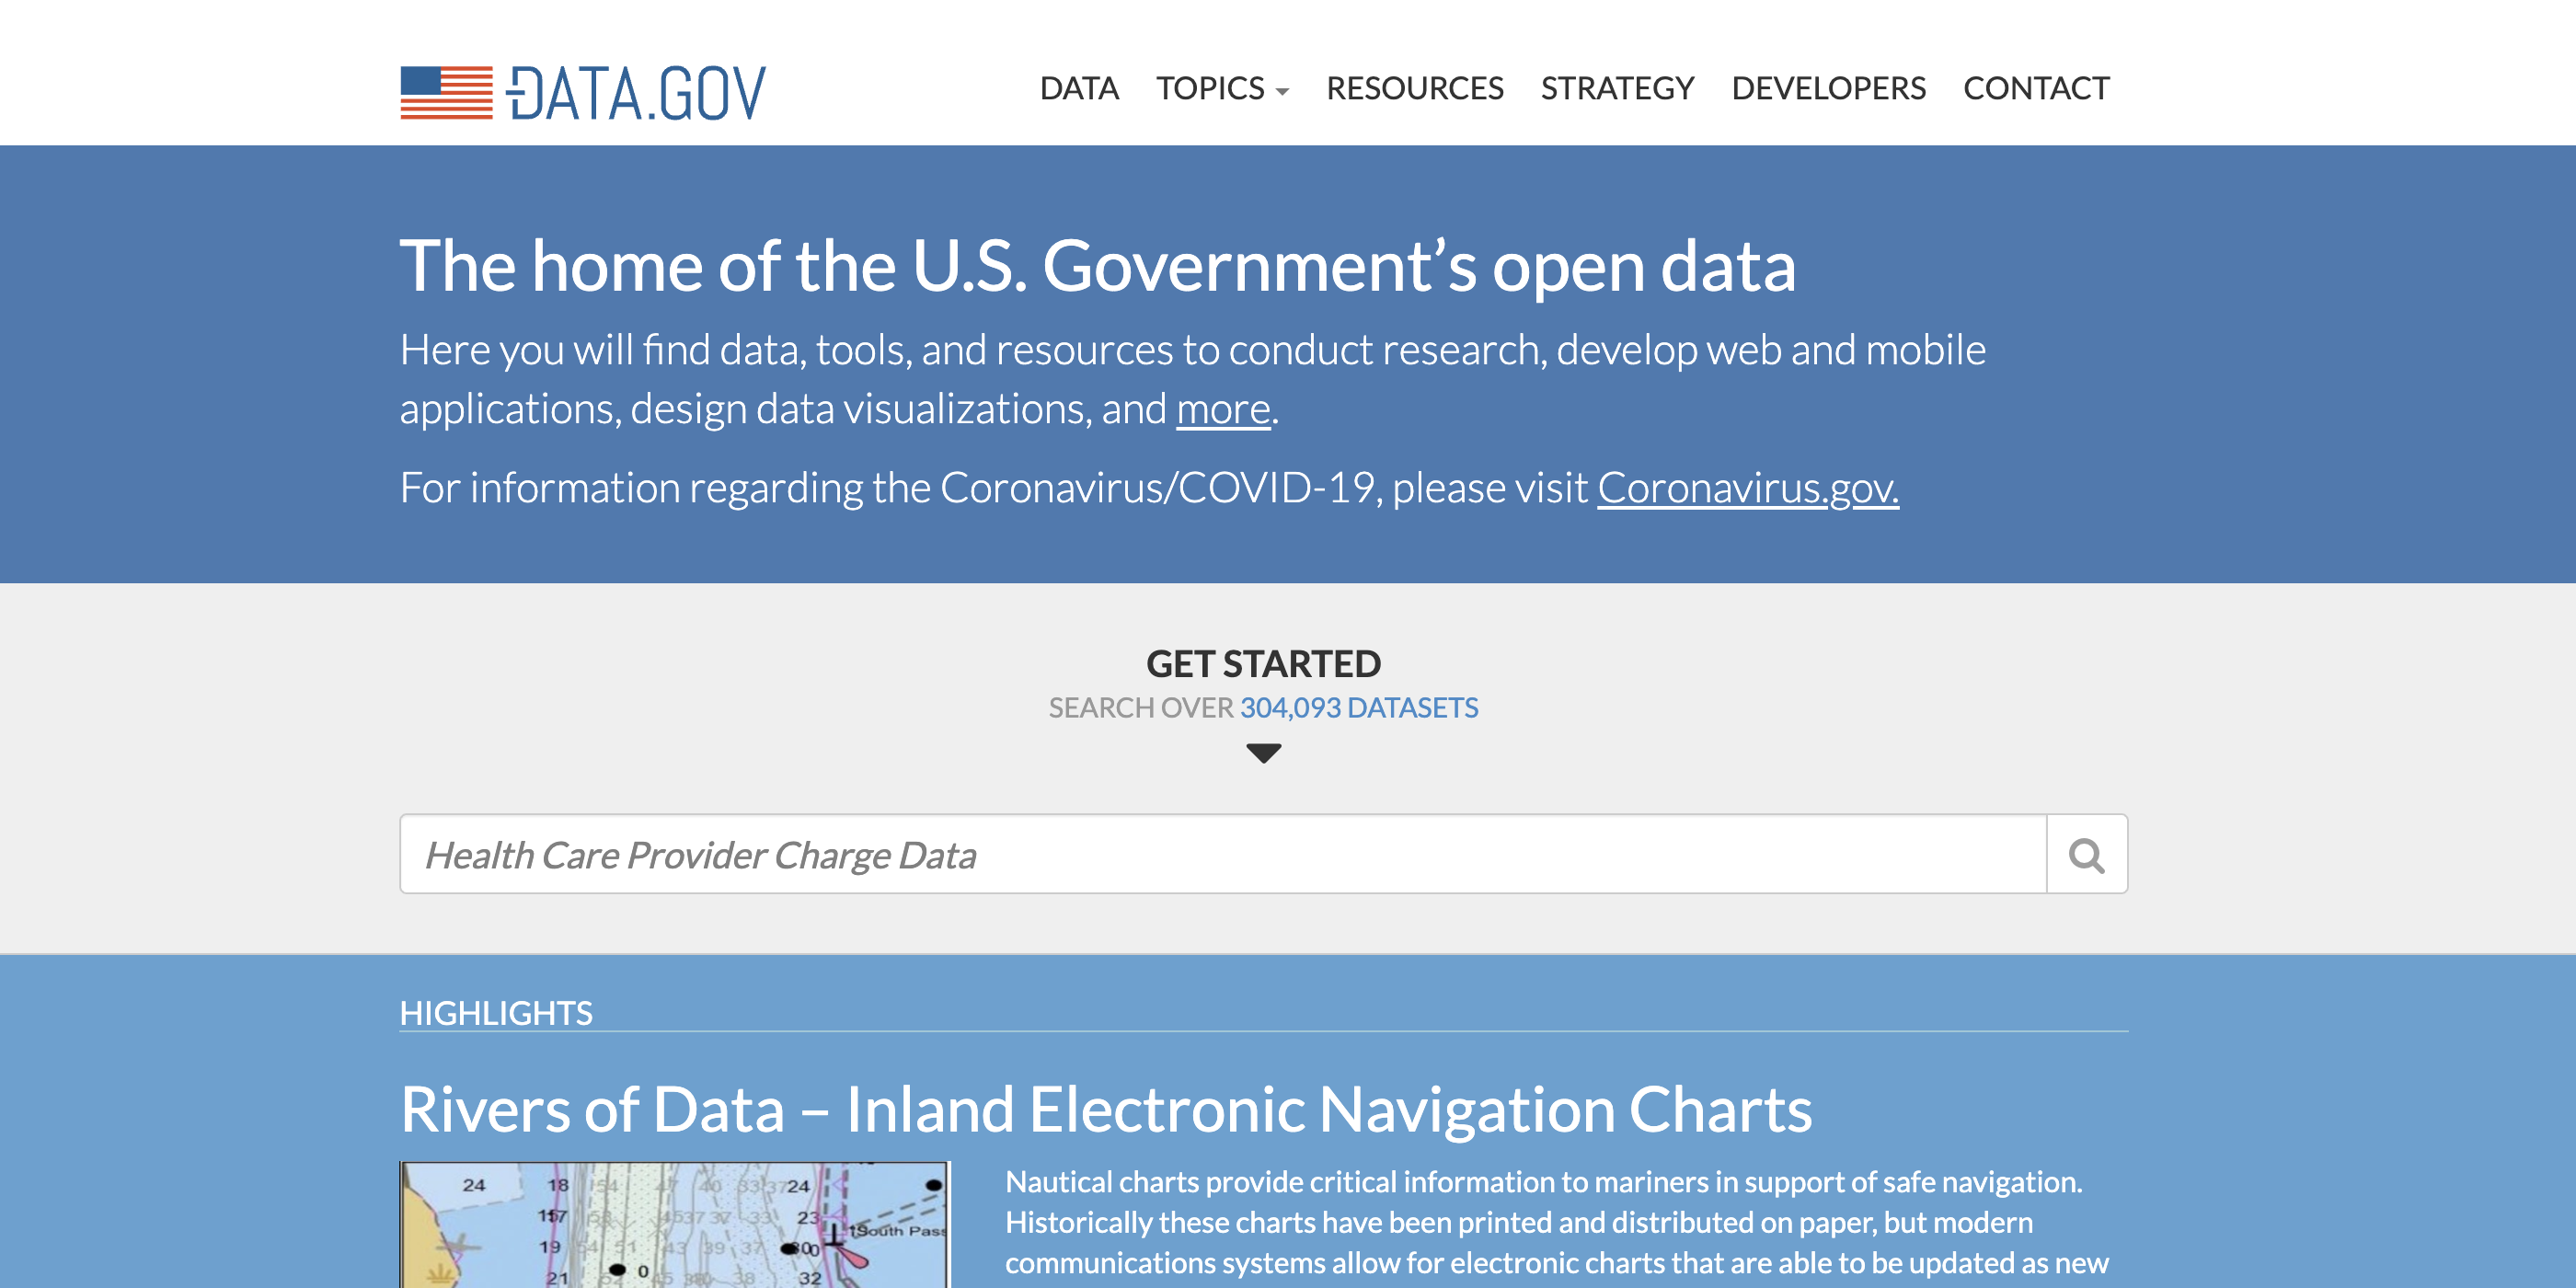 DATA.GOV
DATA TOPICS RESOURCES STRATEGY DEVELOPERS CONTACT
The home of the U.S. Government’s open data
Here you will find data, tools, and resources to conduct research, develop web and mobile
applications, design data visualizations, and more.
For information regarding the Coronavirus/COVID-19, please visit Coronavirus.gov.
GET STARTED
SEARCH OVER 304,093 DATASETS
Health Care Provider Charge Data
HIGHLIGHTS
Rivers of Data – Inland Electronic Navigation Charts
24 18 24
23
South Pass
19 39 37
0
21 32
Nautical charts provide critical information to mariners in support of safe navigation.
Historically these charts have been printed and distributed on paper, but modern
communications systems allow for electronic charts that are able to be updated as new